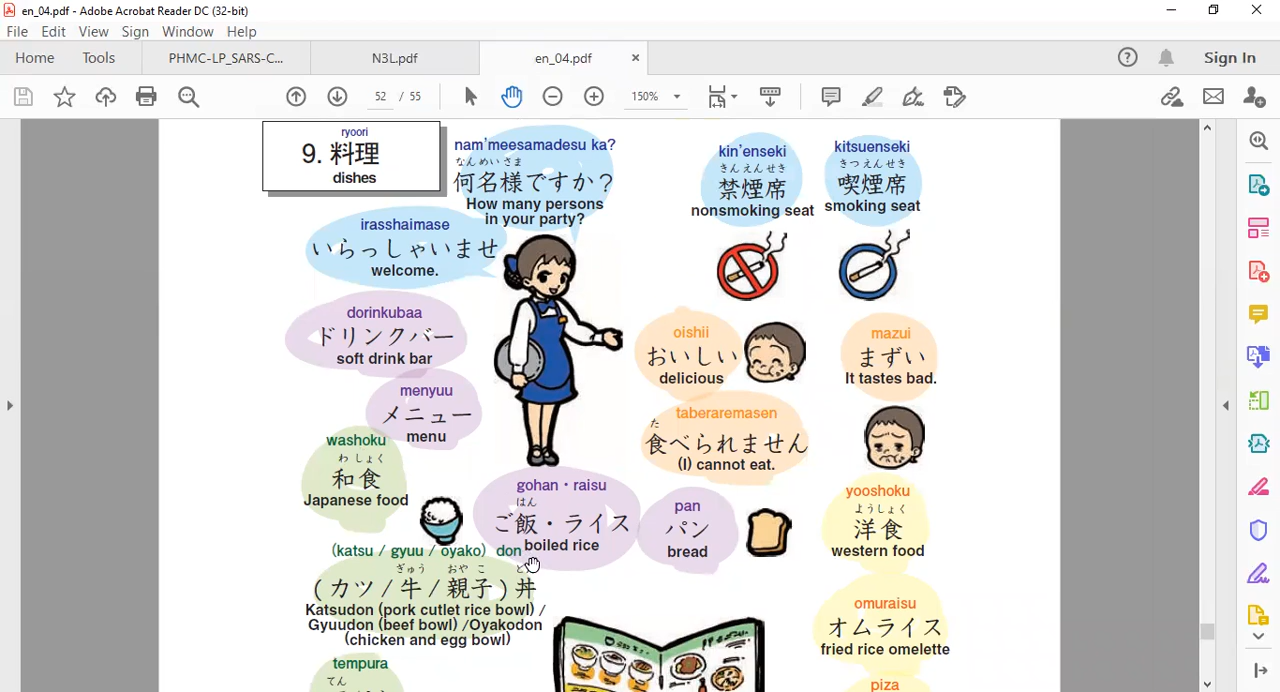 en_04.pdf - Adobe Acrobat Reader DC (32-bit)
File Edit View Sign Window Help
Home Tools PHMC-LP_SARS-C... N3L.pdf en_04.pdf × Sign In
52 / 55 150%
ryoori
9. 料理
dishes
nam'meesamadesu ka?
なんめいさま
何名様ですか？
How many persons
in your party?
kin'enseki
きんえんせき
禁煙席
nonsmoking seat
kitsuenseki
きつえんせき
喫煙席
smoking seat
irasshaimase
いらっしゃいませ
welcome.
dorinkubaa
ドリンクバー
soft drink bar
oishii
おいしい
delicious
mazui
まずい
It tastes bad.
menyuu
メニュー
menu
taberaremasen
た
食べられません
(I) cannot eat.
washoku
わ しょく
和食
Japanese food
gohan・raisu
はん
ご飯・ライス
boiled rice
pan
パン
bread
yooshoku
ようしょく
洋食
western food
(katsu / gyuu / oyako) don
ぎゅう おや こ
(カツ / 牛 / 親子) 丼
Katsudon (pork cutlet rice bowl) /
Gyuudon (beef bowl) /Oyakodon
(chicken and egg bowl)
omuraisu
オムライス
fried rice omelette
tempura
てん
piza